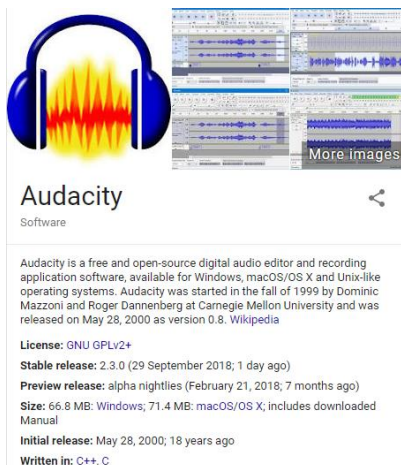 More images
Audacity
Software
Audacity is a free and open-source digital audio editor and recording
application software, available for Windows, macOS/OS X and Unix-like
operating systems. Audacity was started in the fall of 1999 by Dominic
Mazzoni and Roger Dannenberg at Carnegie Mellon University and was
released on May 28, 2000 as version 0.8. Wikipedia
License: GNU GPLv2+
Stable release: 2.3.0 (29 September 2018; 1 day ago)
Preview release: alpha nightlies (February 21, 2018; 7 months ago)
Size: 66.8 MB: Windows; 71.4 MB: macOS/OS X; includes downloaded
Manual
Initial release: May 28, 2000; 18 years ago
Written in: C++, C